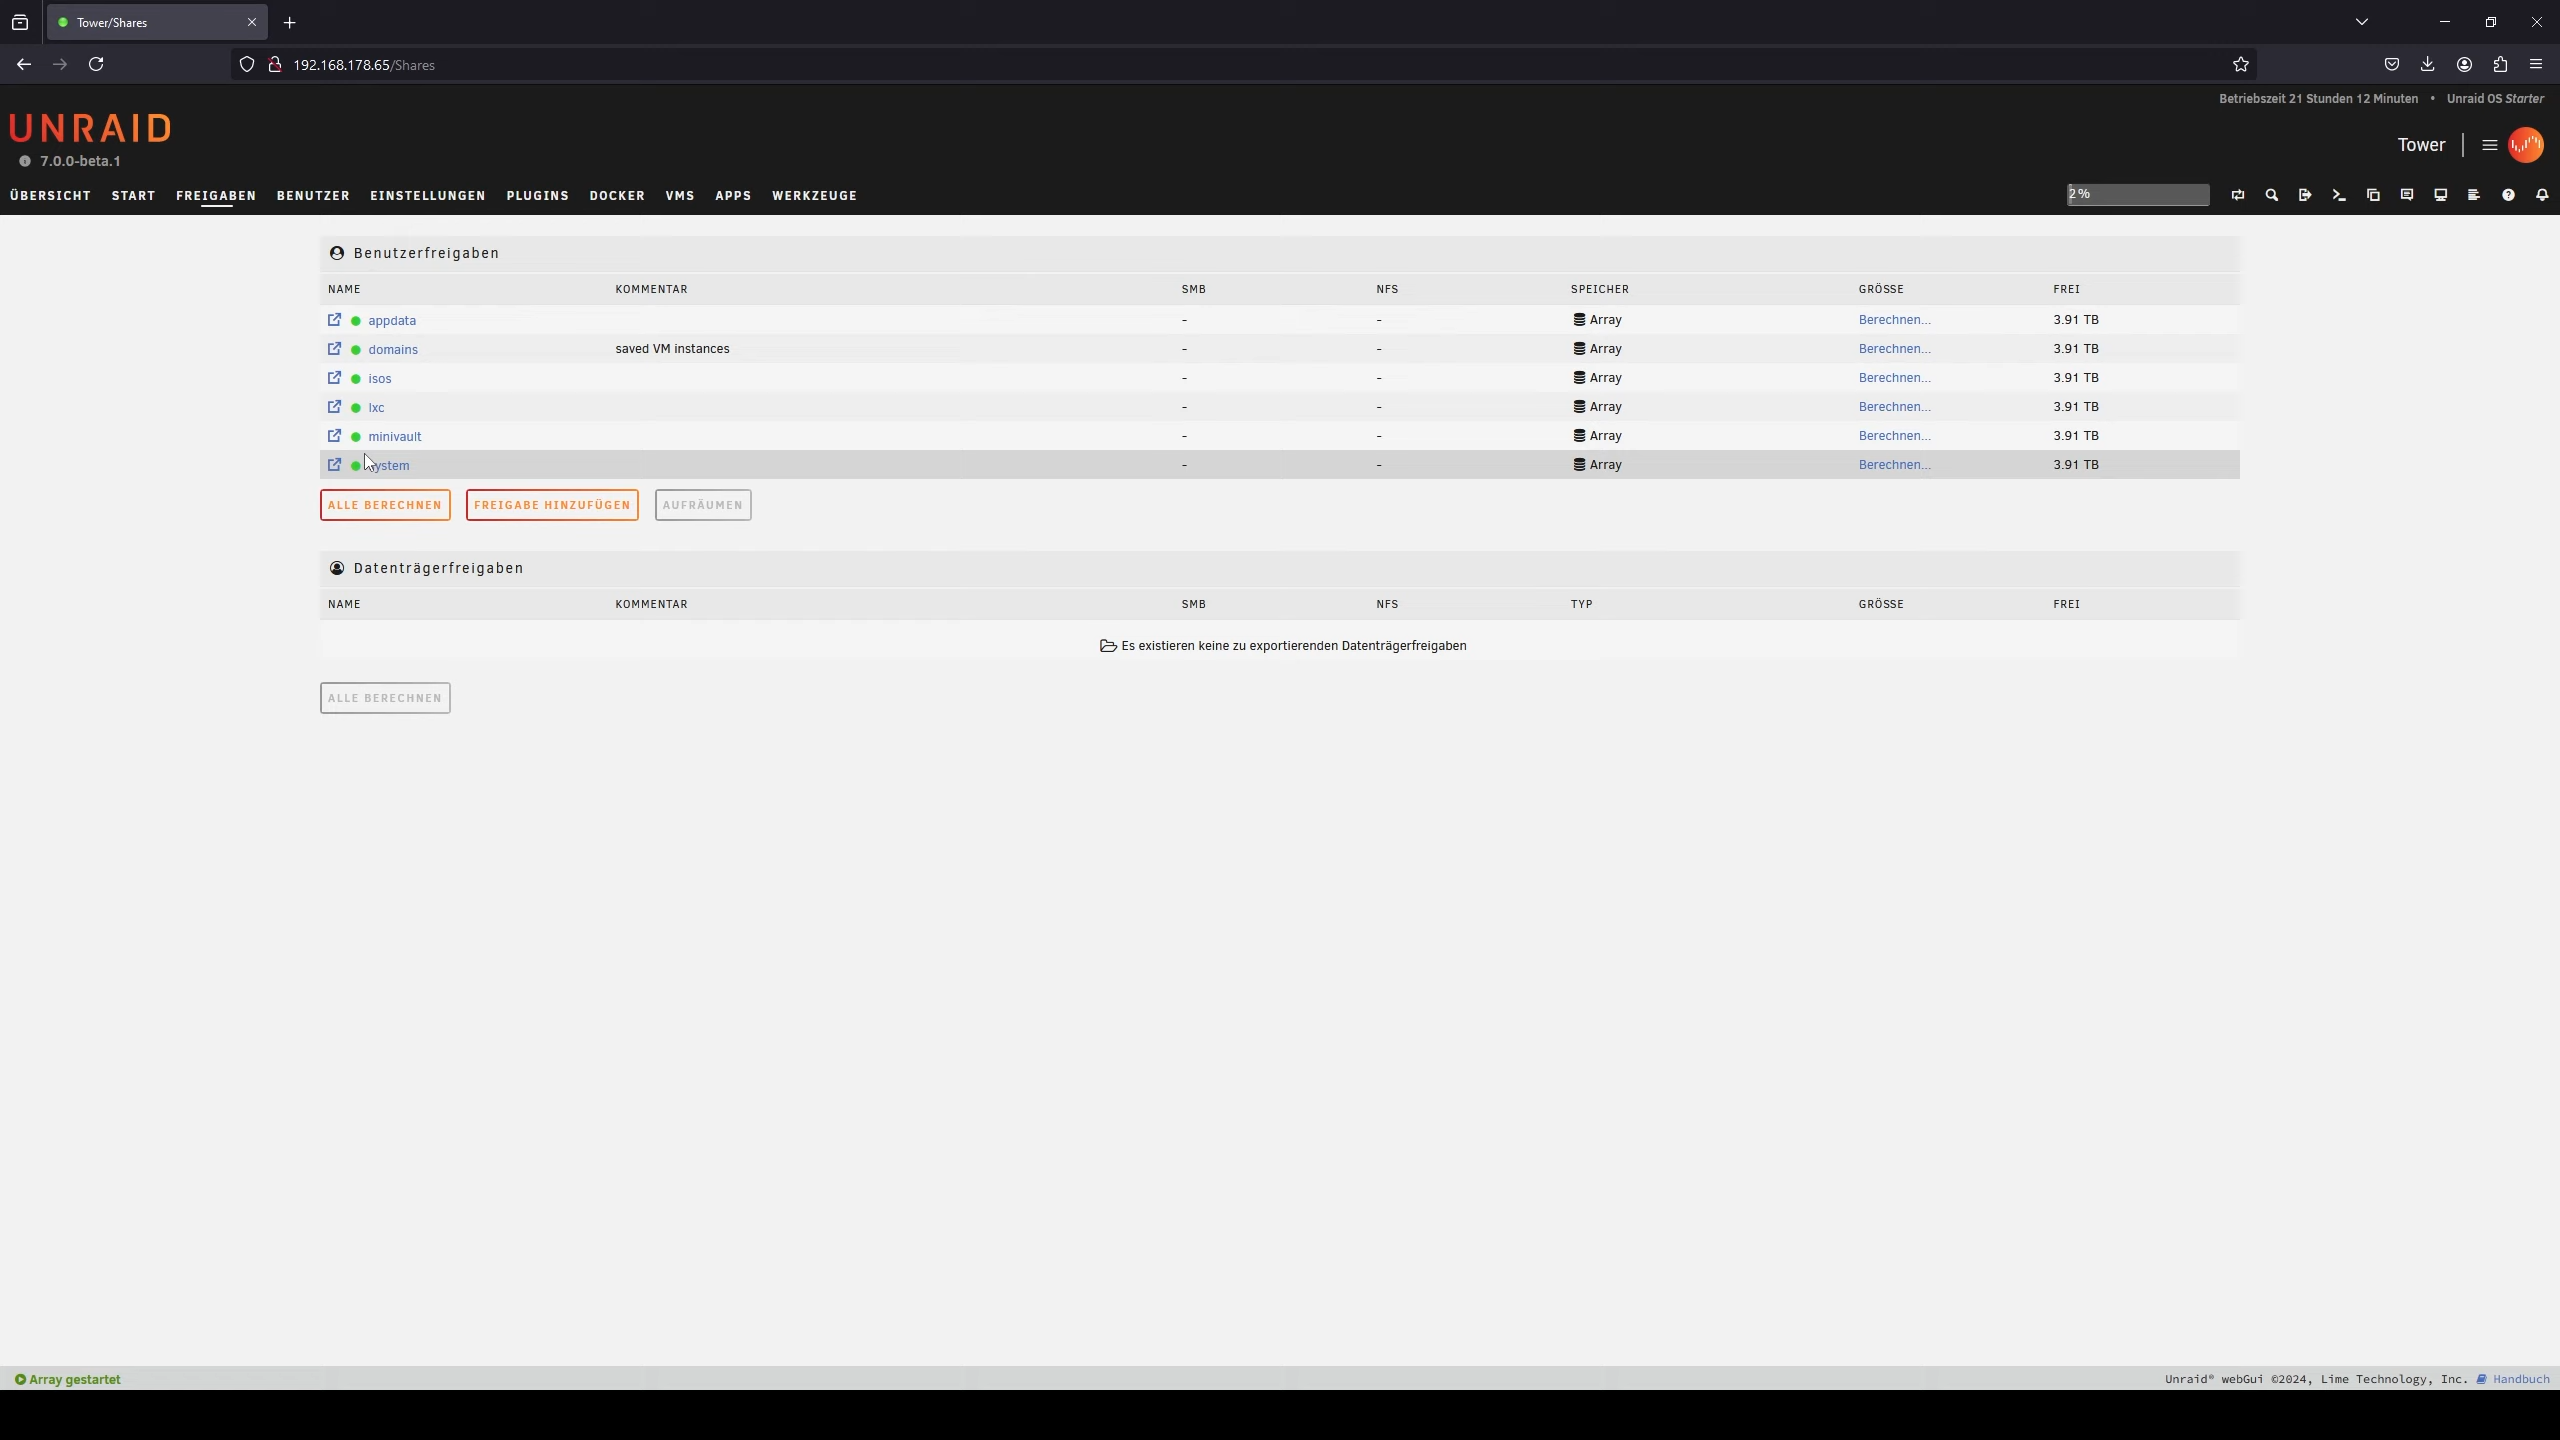 Tower/Shares
192.168.178.65/Shares
Betriebszeit 21 Stunden 12 Minuten • Unraid OS Starter
UNRAID
7.0.0-beta.1
Tower
ÜBERSICHT START FREIGABEN BENUTZER EINSTELLUNGEN PLUGINS DOCKER VMS APPS WERKZEUGE
2%
Benutzerfreigaben
NAME KOMMENTAR SMB NFS SPEICHER GRÖSSE FREI
appdata - - Array Berechnen... 3.91 TB
domains saved VM instances - - Array Berechnen... 3.91 TB
isos - - Array Berechnen... 3.91 TB
lxc - - Array Berechnen... 3.91 TB
minivault - - Array Berechnen... 3.91 TB
system - - Array Berechnen... 3.91 TB
ALLE BERECHNEN FREIGABE HINZUFÜGEN AUFRÄUMEN
Datenträgerfreigaben
NAME KOMMENTAR SMB NFS TYP GRÖSSE FREI
Es existieren keine zu exportierenden Datenträgerfreigaben
ALLE BERECHNEN
Array gestartet
Unraid® webGui ©2024, Lime Technology, Inc. Handbuch